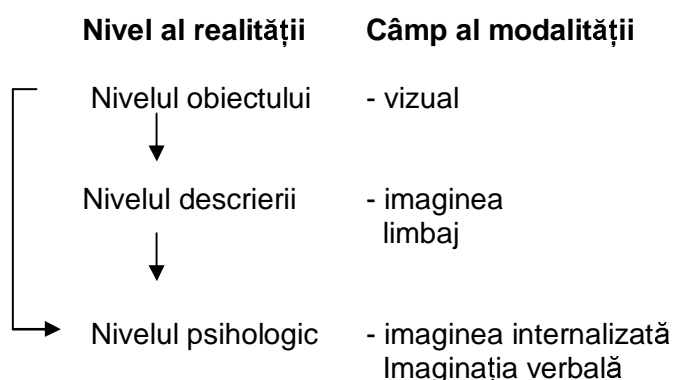 Nivel al realității Câmp al modalității
Nivelul obiectului - vizual
Nivelul descrierii - imaginea
limbaj
Nivelul psihologic - imaginea internalizată
Imaginația verbală